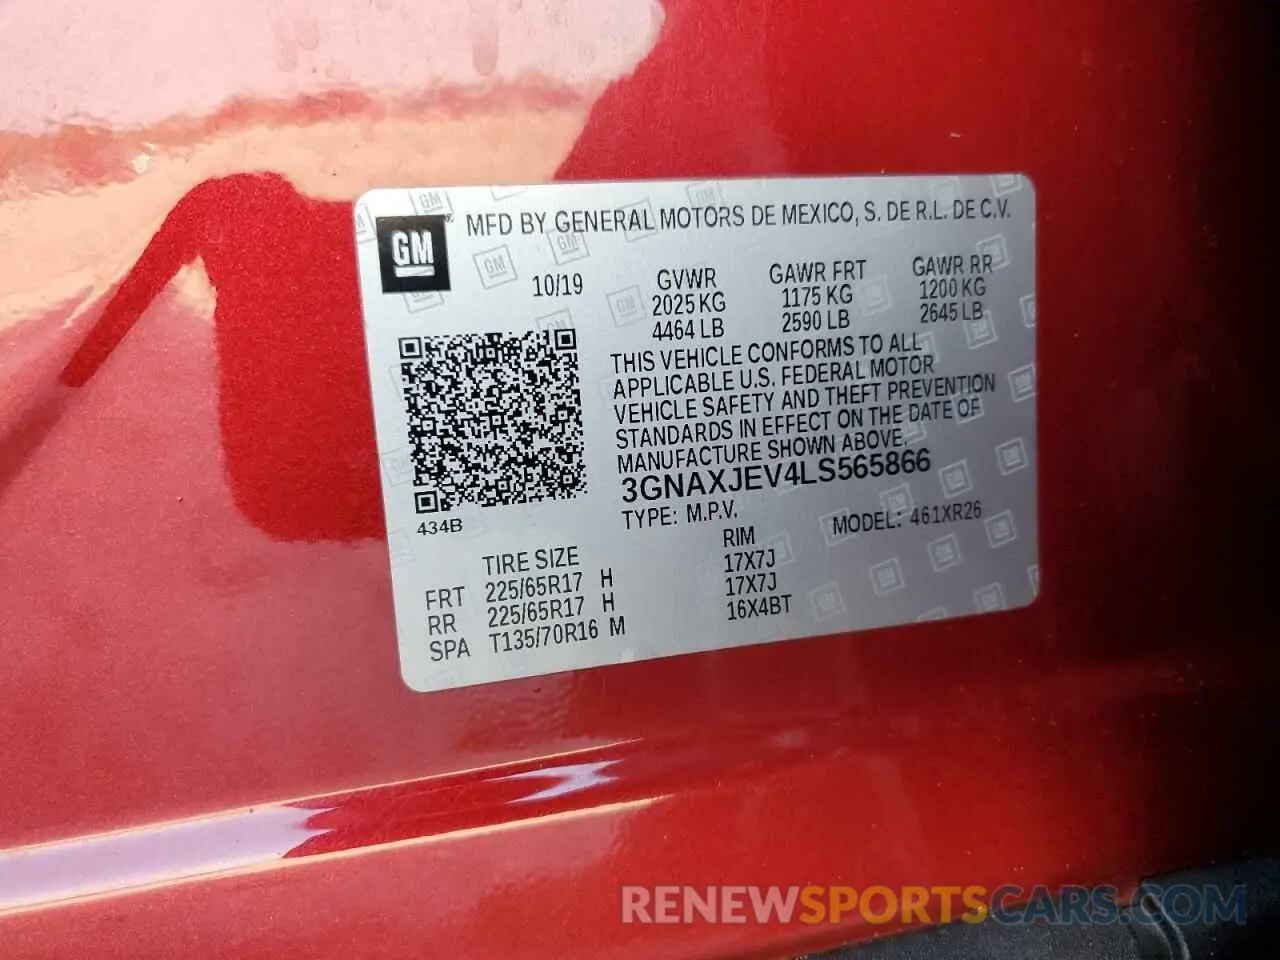 GM
MFD BY GENERAL MOTORS DE MEXICO, S. DE R.L. DE C.V.
10/19
GVWR GAWR FRT GAWR RR
2025 KG 1175 KG 1200 KG
4464 LB 2590 LB 2645 LB
THIS VEHICLE CONFORMS TO ALL
APPLICABLE U.S. FEDERAL MOTOR
VEHICLE SAFETY AND THEFT PREVENTION
STANDARDS IN EFFECT ON THE DATE OF
MANUFACTURE SHOWN ABOVE.
3GNAXJEV4LS565866
TYPE: M.P.V. MODEL: 461XR26
434B
TIRE SIZE RIM
FRT 225/65R17 H 17X7J
RR 225/65R17 H 17X7J
SPA T135/70R16 M 16X4BT
RENEWSPORTSCARS.COM